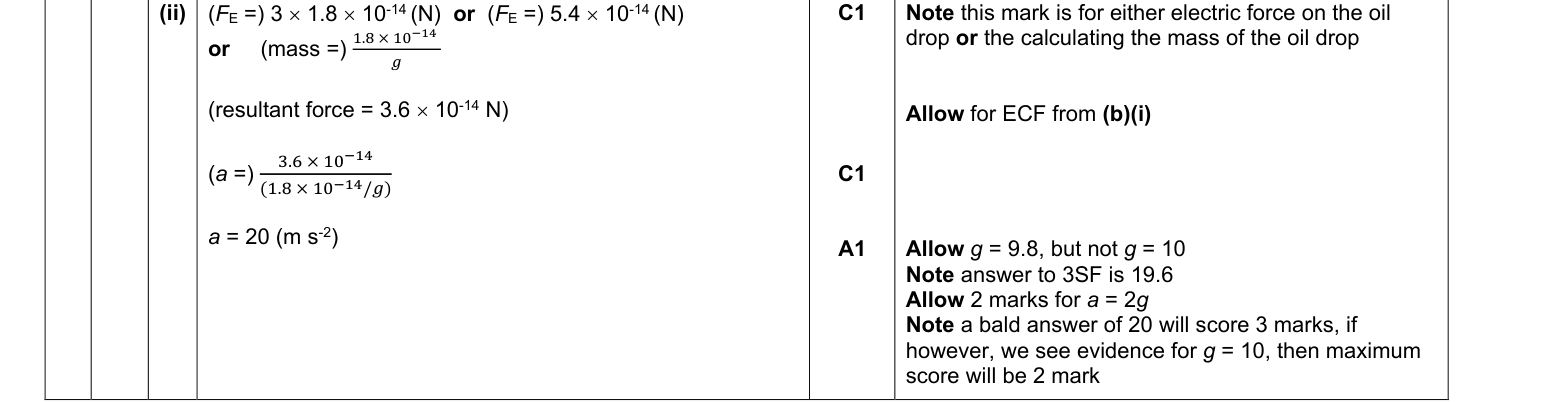 (ii) (FE =) 3 × 1.8 × 10-14 (N) or (FE =) 5.4 × 10-14 (N) C1 Note this mark is for either electric force on the oil
or (mass =) 1.8 × 10−14 / g drop or the calculating the mass of the oil drop
(resultant force = 3.6 × 10-14 N) Allow for ECF from (b)(i)
(a =) 3.6 × 10−14 / (1.8 × 10−14/g) C1
a = 20 (m s-2)
A1 Allow g = 9.8, but not g = 10
Note answer to 3SF is 19.6
Allow 2 marks for a = 2g
Note a bald answer of 20 will score 3 marks, if
however, we see evidence for g = 10, then maximum
score will be 2 mark